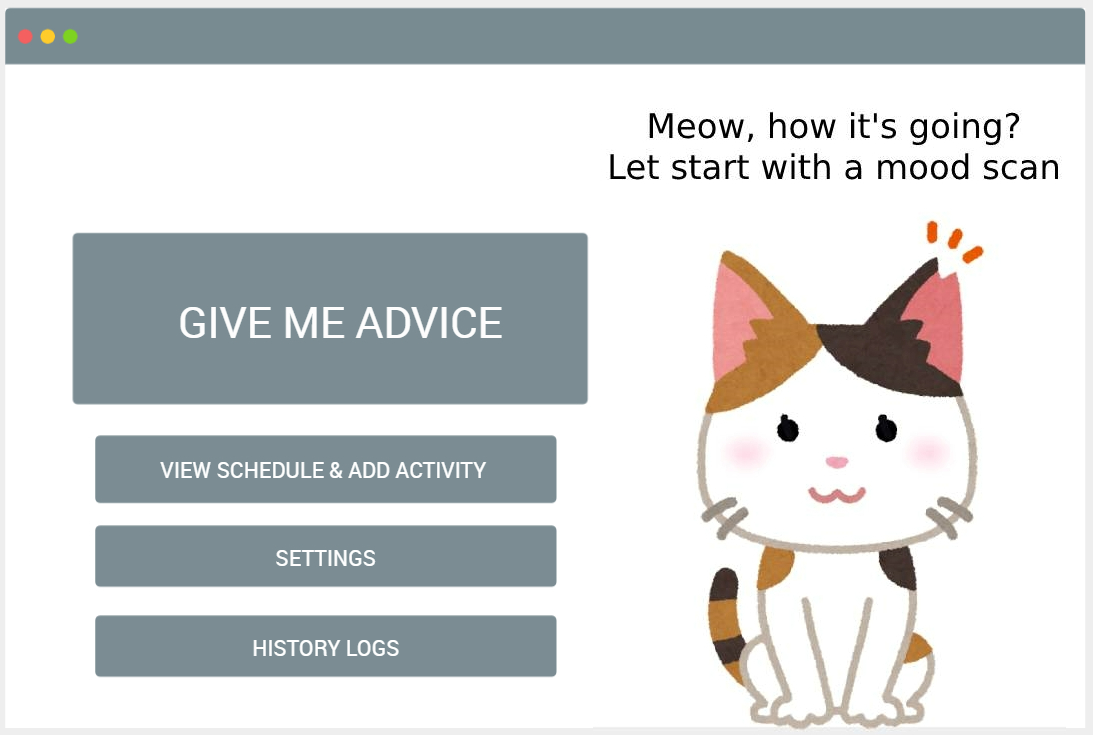 Meow, how it's going?
Let start with a mood scan
GIVE ME ADVICE
VIEW SCHEDULE & ADD ACTIVITY
SETTINGS
HISTORY LOGS